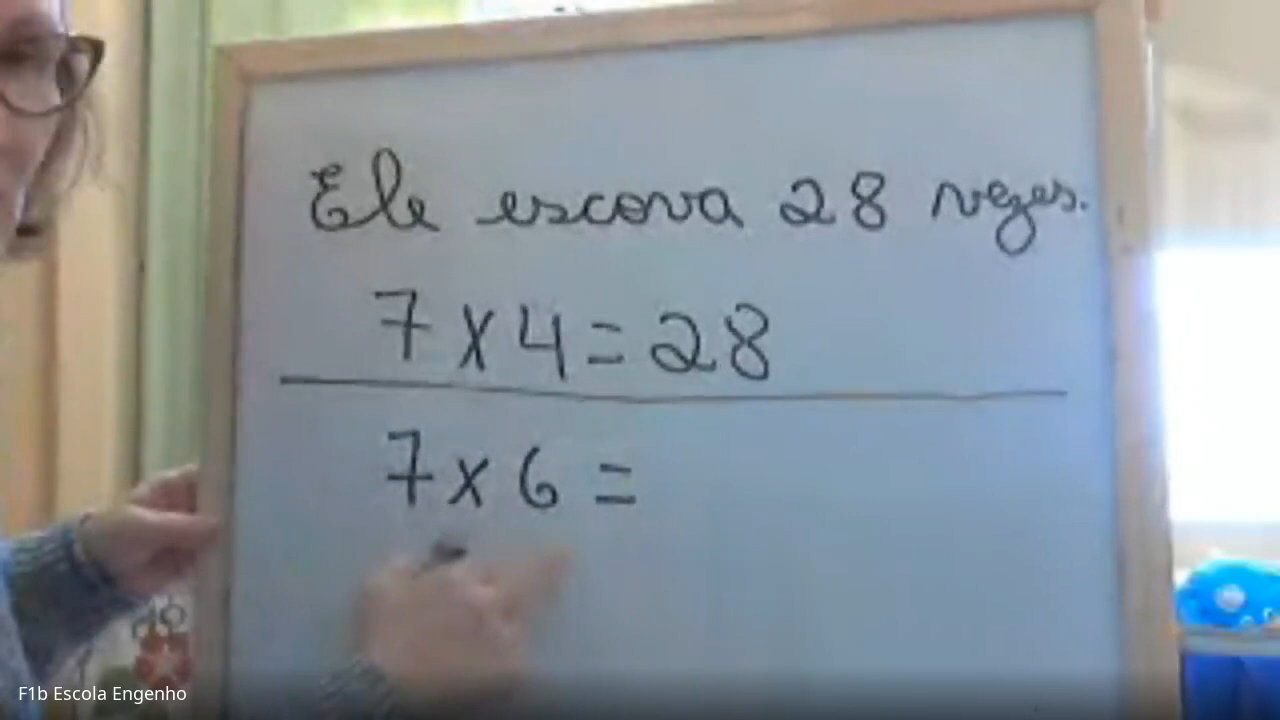 Ele escova 28 vezes.
7 x 4 = 28
7 x 6 =
F1b Escola Engenho